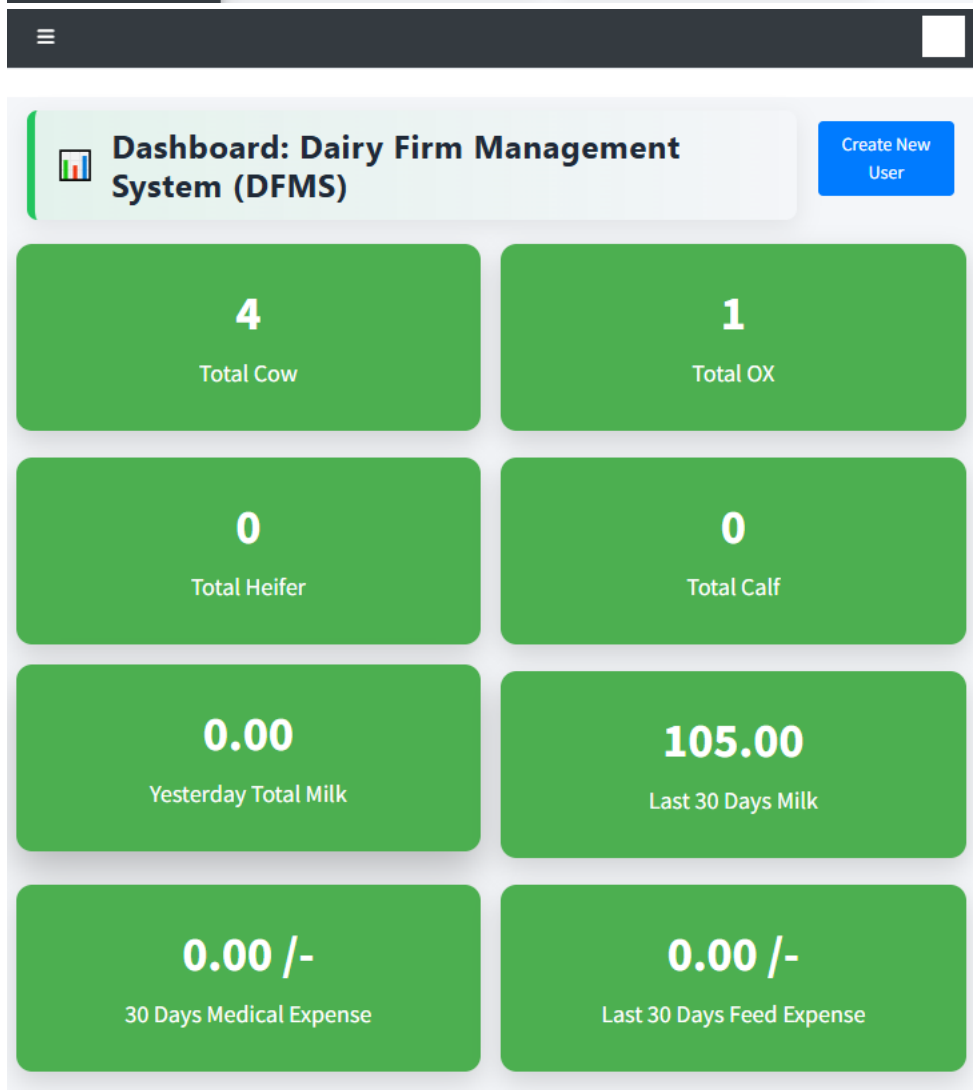 Dashboard: Dairy Firm Management
System (DFMS)
Create New
User
4
Total Cow
1
Total OX
0
Total Heifer
0
Total Calf
0.00
Yesterday Total Milk
105.00
Last 30 Days Milk
0.00 /-
30 Days Medical Expense
0.00 /-
Last 30 Days Feed Expense